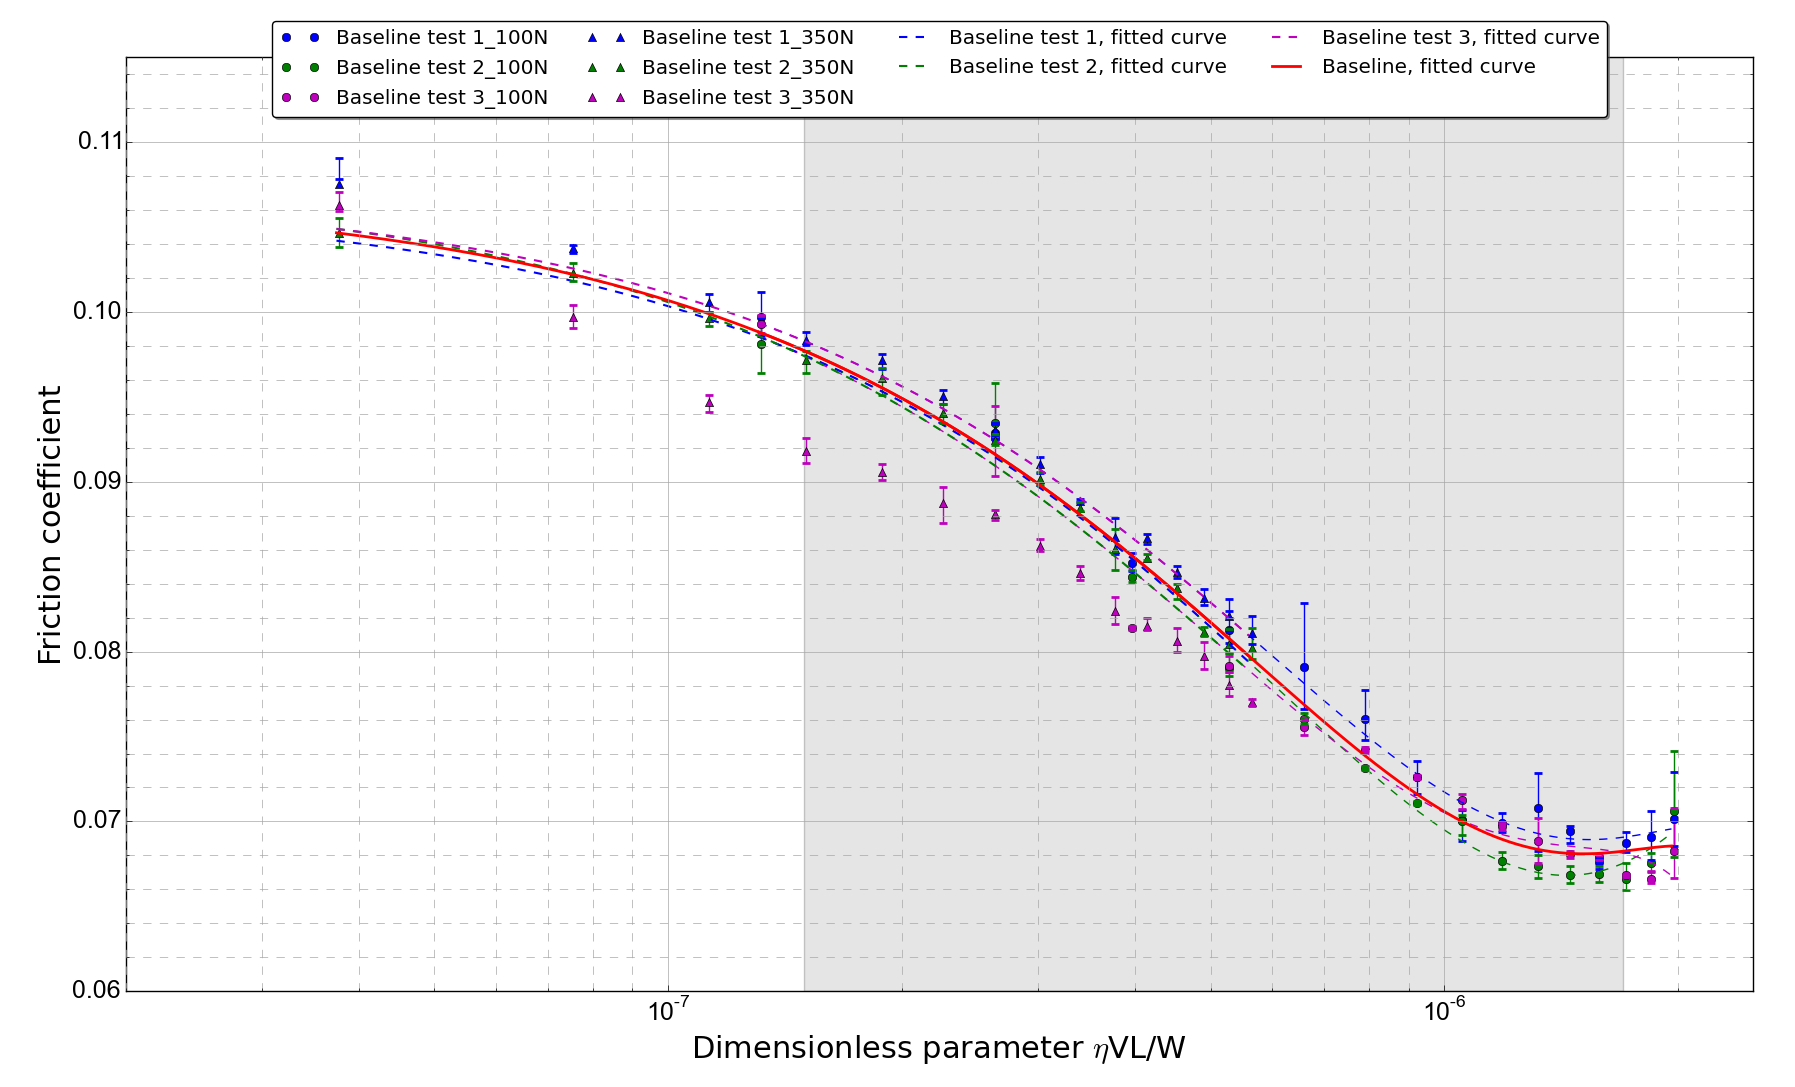 Baseline test 1_100N
Baseline test 2_100N
Baseline test 3_100N
Baseline test 1_350N
Baseline test 2_350N
Baseline test 3_350N
Baseline test 1, fitted curve
Baseline test 2, fitted curve
Baseline test 3, fitted curve
Baseline, fitted curve
Friction coefficient
0.11
0.10
0.09
0.08
0.07
0.06
10⁻⁷
10⁻⁶
Dimensionless parameter ηVL/W